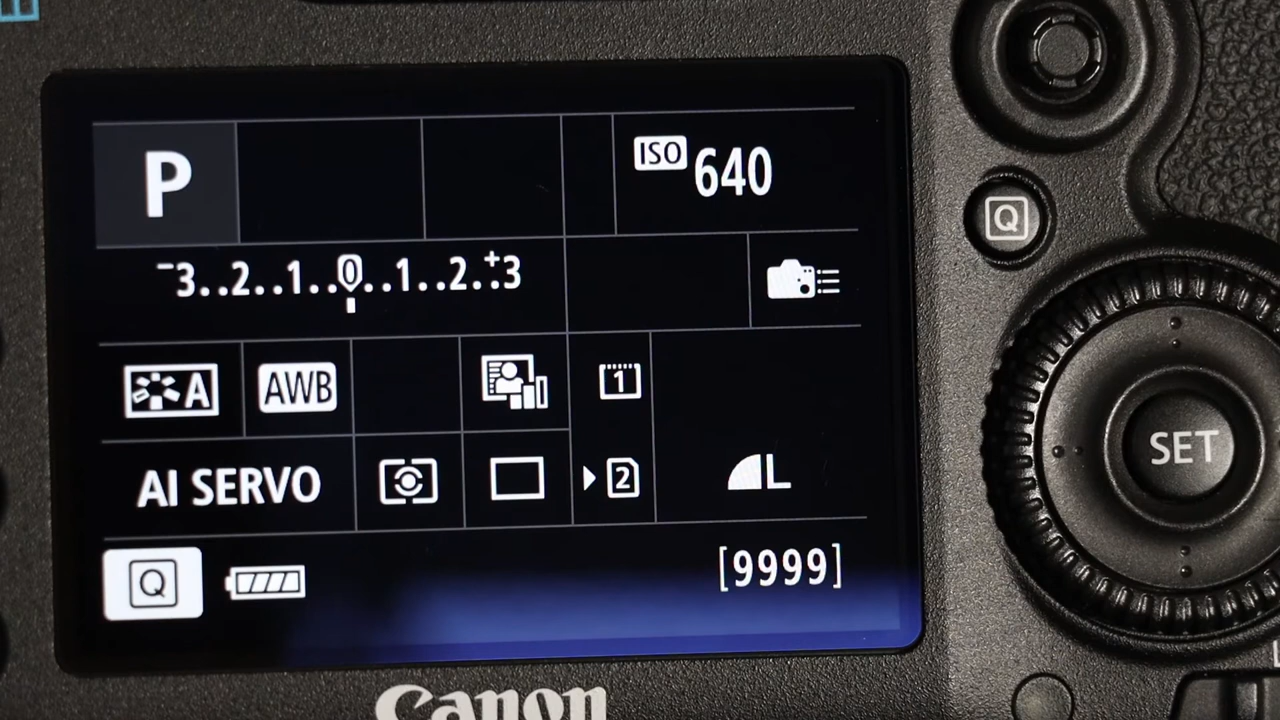 P
ISO 640
Q
-3..2..1..0..1..2..+3
A AWB 1
SET
AI SERVO 2 L
Q [9999]
Canon